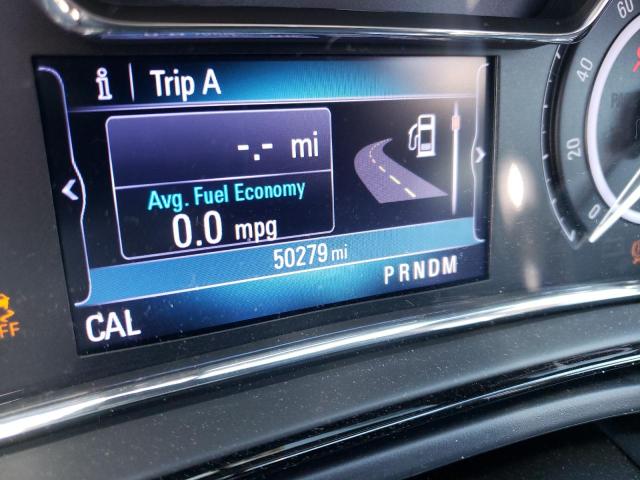 i Trip A
-.- mi
Avg. Fuel Economy
0.0 mpg
50279 mi
PRNDM
CAL
60
40
20
0